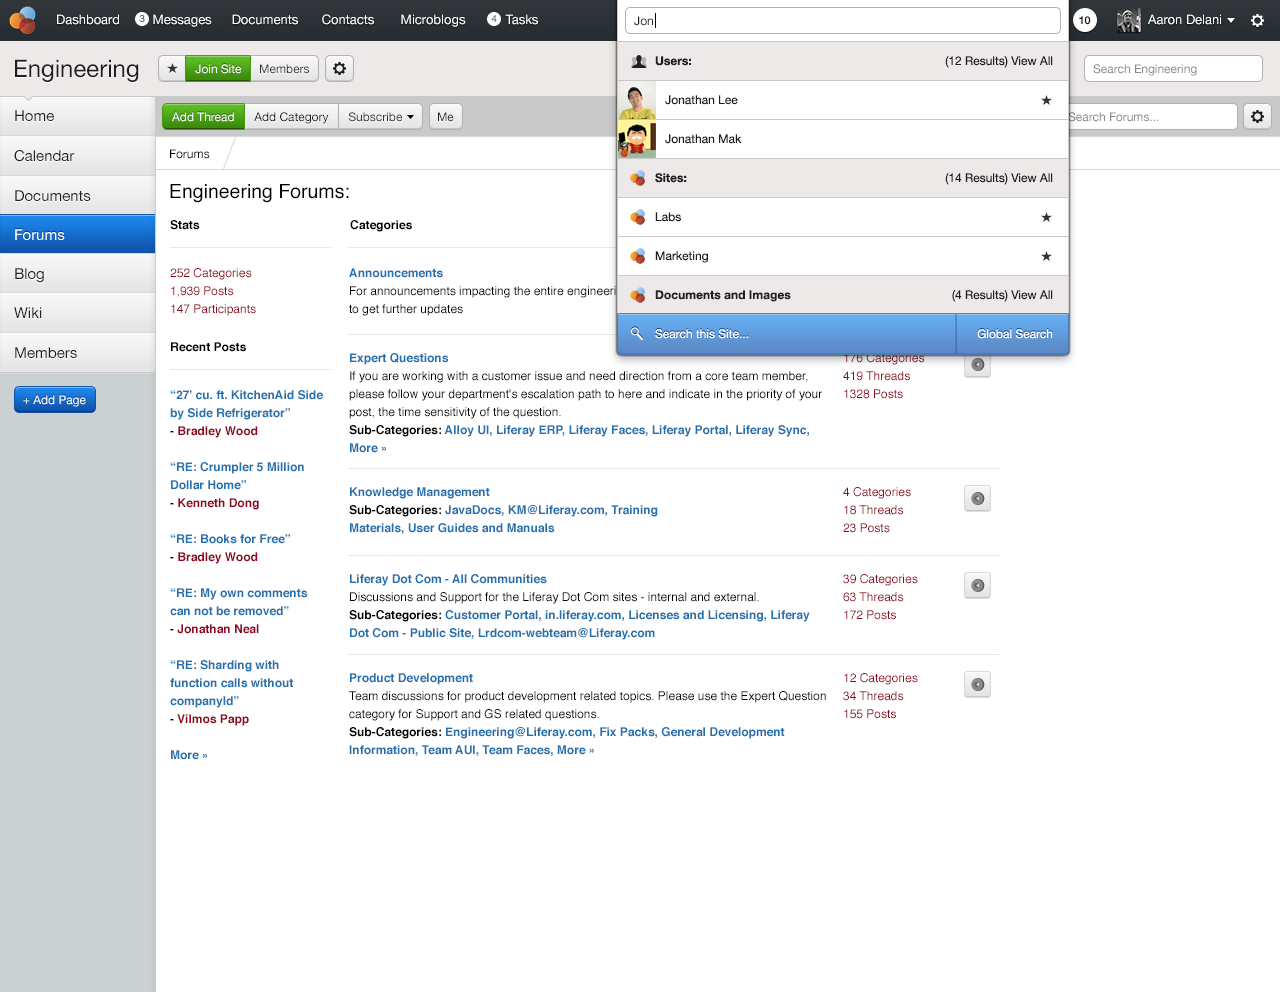 Dashboard 3 Messages Documents Contacts Microblogs 4 Tasks
Jon
10 Aaron Delani
Engineering
★ Join Site Members
Search Engineering
Users: (12 Results) View All
Jonathan Lee
Jonathan Mak
Sites: (14 Results) View All
Labs
Marketing
Documents and Images (4 Results) View All
Search this Site... Global Search
Home
Calendar
Documents
Forums
Blog
Wiki
Members
+ Add Page
Add Thread Add Category Subscribe Me
Search Forums...
Forums
Engineering Forums:
Stats
252 Categories
1,939 Posts
147 Participants
Recent Posts
“27’ cu. ft. KitchenAid Side
by Side Refrigerator”
- Bradley Wood
“RE: Crumpler 5 Million
Dollar Home”
- Kenneth Dong
“RE: Books for Free”
- Bradley Wood
“RE: My own comments
can not be removed”
- Jonathan Neal
“RE: Sharding with
function calls without
companyId”
- Vilmos Papp
More »
Categories
Announcements
For announcements impacting the entire engineeri
to get further updates
Expert Questions
If you are working with a customer issue and need direction from a core team member,
please follow your department's escalation path to here and indicate in the priority of your
post, the time sensitivity of the question.
Sub-Categories: Alloy UI, Liferay ERP, Liferay Faces, Liferay Portal, Liferay Sync,
More »
176 Categories
419 Threads
1328 Posts
Knowledge Management
Sub-Categories: JavaDocs, KM@Liferay.com, Training
Materials, User Guides and Manuals
4 Categories
18 Threads
23 Posts
Liferay Dot Com - All Communities
Discussions and Support for the Liferay Dot Com sites - internal and external.
Sub-Categories: Customer Portal, in.liferay.com, Licenses and Licensing, Liferay
Dot Com - Public Site, Lrdcom-webteam@Liferay.com
39 Categories
63 Threads
172 Posts
Product Development
Team discussions for product development related topics. Please use the Expert Question
category for Support and GS related questions.
Sub-Categories: Engineering@Liferay.com, Fix Packs, General Development
Information, Team AUI, Team Faces, More »
12 Categories
34 Threads
155 Posts